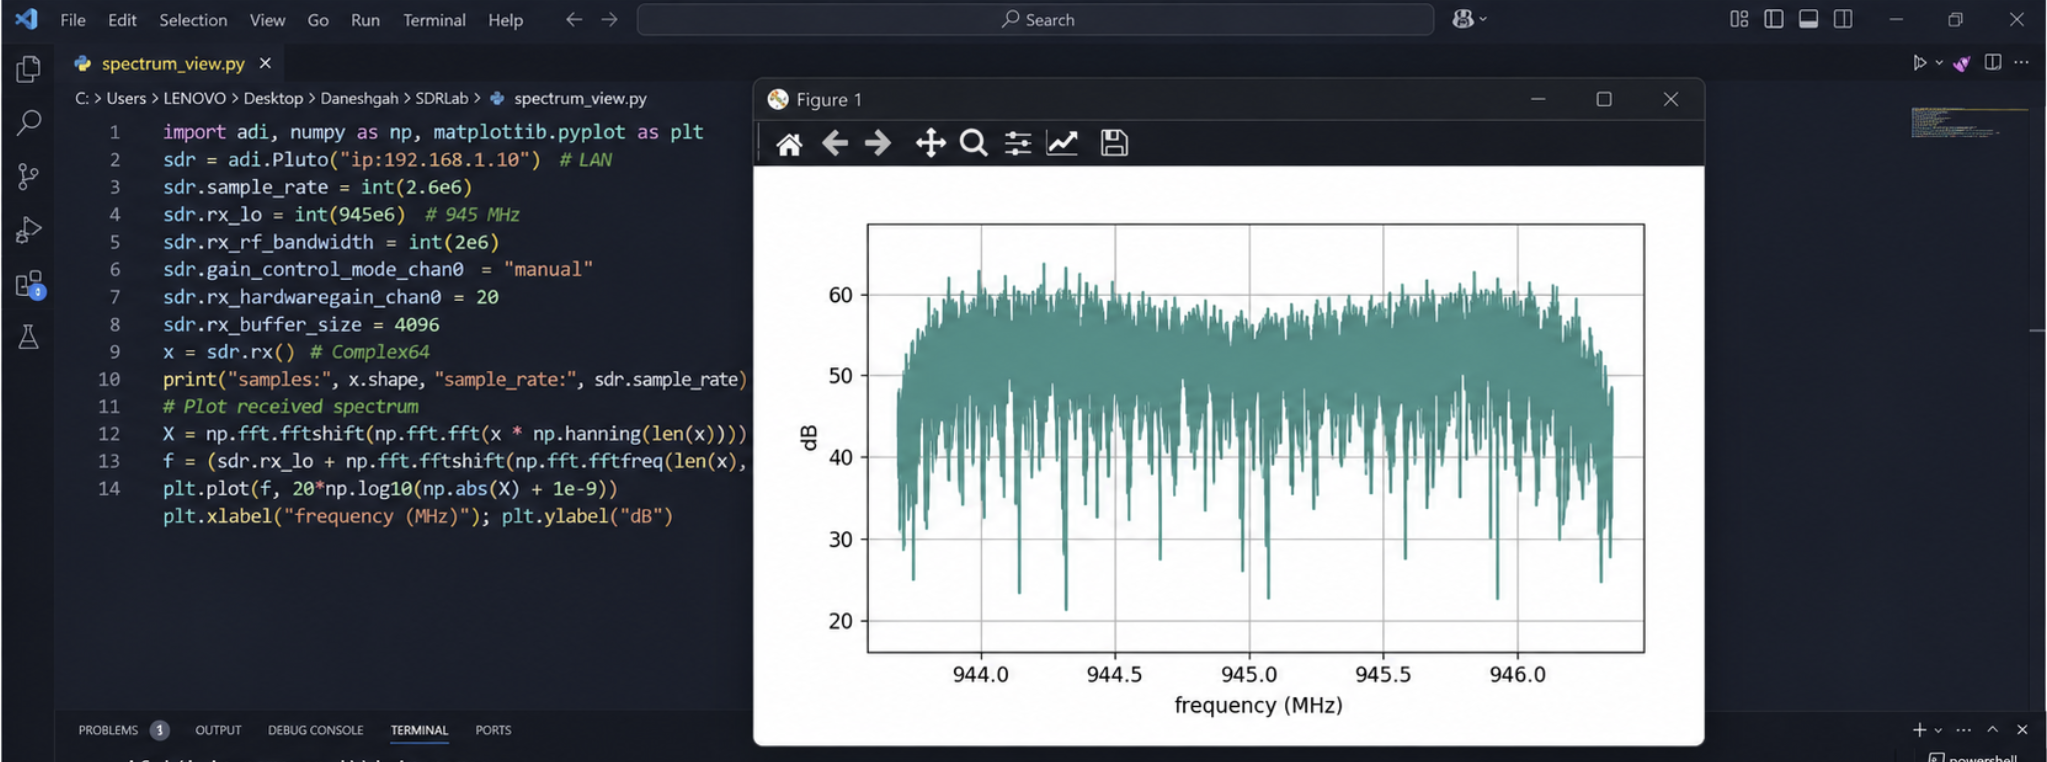 File Edit Selection View Go Run Terminal Help Search
spectrum_view.py
C: > Users > LENOVO > Desktop > Daneshgah > SDRLab > spectrum_view.py
1 import adi, numpy as np, matplotiib.pyplot as plt
2 sdr = adi.Pluto("ip:192.168.1.10") # LAN
3 sdr.sample_rate = int(2.6e6)
4 sdr.rx_lo = int(945e6) # 945 MHz
5 sdr.rx_rf_bandwidth = int(2e6)
6 sdr.gain_control_mode_chan0 = "manual"
7 sdr.rx_hardwaregain_chan0 = 20
8 sdr.rx_buffer_size = 4096
9 x = sdr.rx() # Complex64
10 print("samples:", x.shape, "sample_rate:", sdr.sample_rate)
11 # Plot received spectrum
12 X = np.fft.fftshift(np.fft.fft(x * np.hanning(len(x))))
13 f = (sdr.rx_lo + np.fft.fftshift(np.fft.fftfreq(len(x),
14 plt.plot(f, 20*np.log10(np.abs(X) + 1e-9))
plt.xlabel("frequency (MHz)"); plt.ylabel("dB")
Figure 1
60
50
40
30
20
dB
944.0 944.5 945.0 945.5 946.0
frequency (MHz)
PROBLEMS 3 OUTPUT DEBUG CONSOLE TERMINAL PORTS
powershell